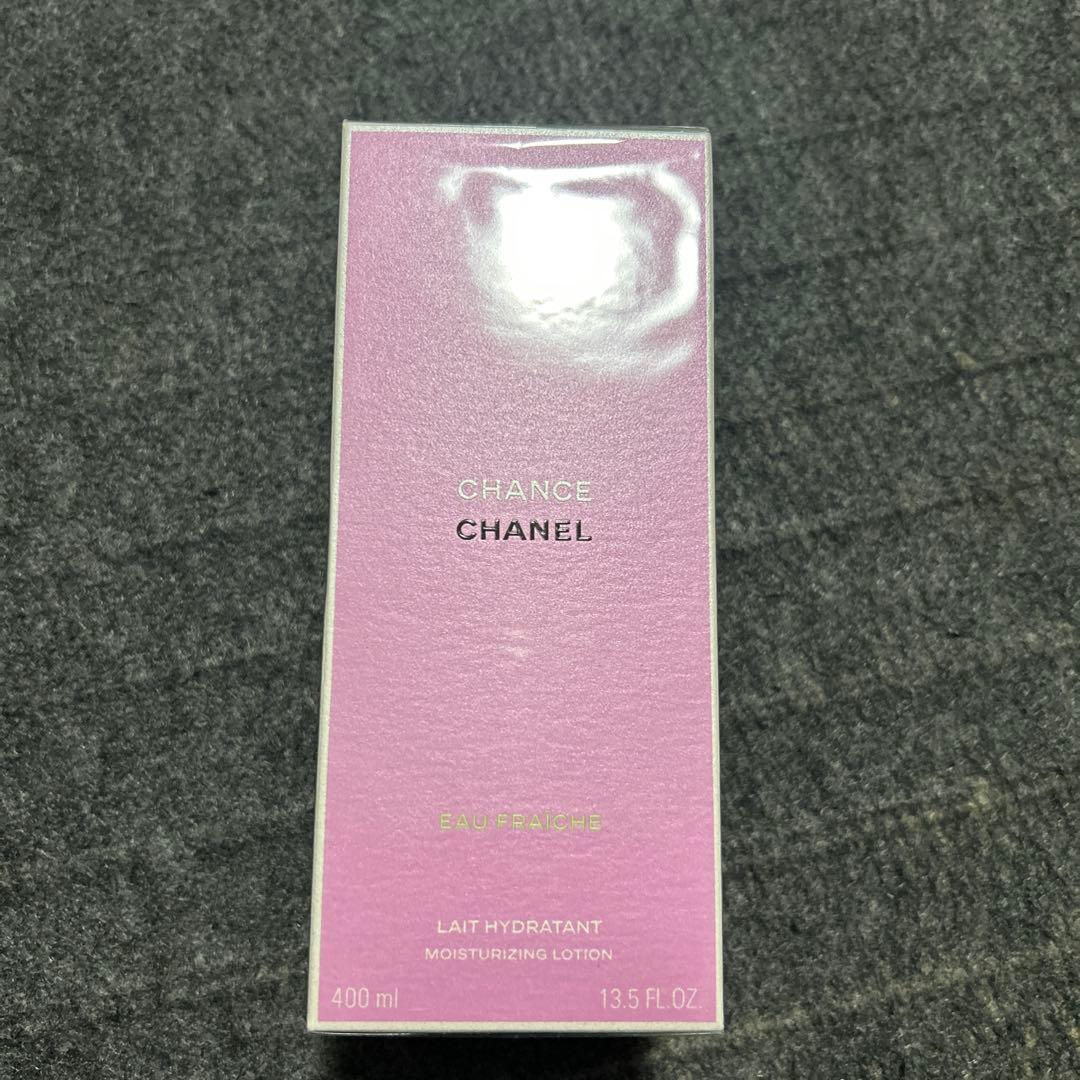 CHANCE
CHANEL
EAU FRAÎCHE
LAIT HYDRATANT
MOISTURIZING LOTION
400 ml 13.5 FL.OZ.